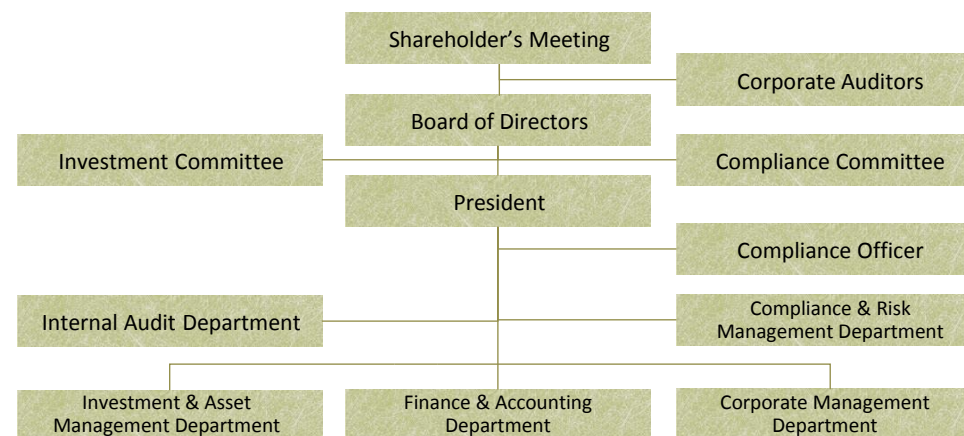 Shareholder’s Meeting
Corporate Auditors
Board of Directors
Investment Committee
Compliance Committee
President
Compliance Officer
Internal Audit Department
Compliance & Risk
Management Department
Investment & Asset
Management Department
Finance & Accounting
Department
Corporate Management
Department